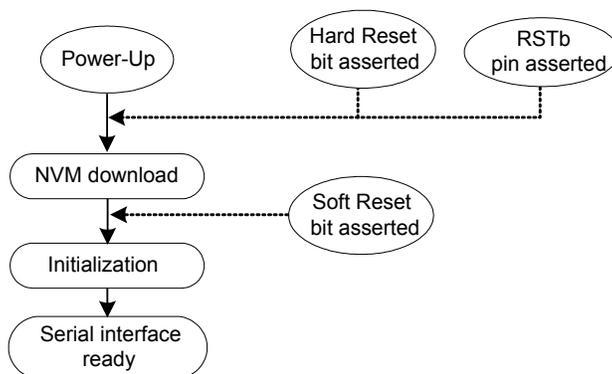 Power-Up
Hard Reset
bit asserted
RSTb
pin asserted
NVM download
Soft Reset
bit asserted
Initialization
Serial interface
ready